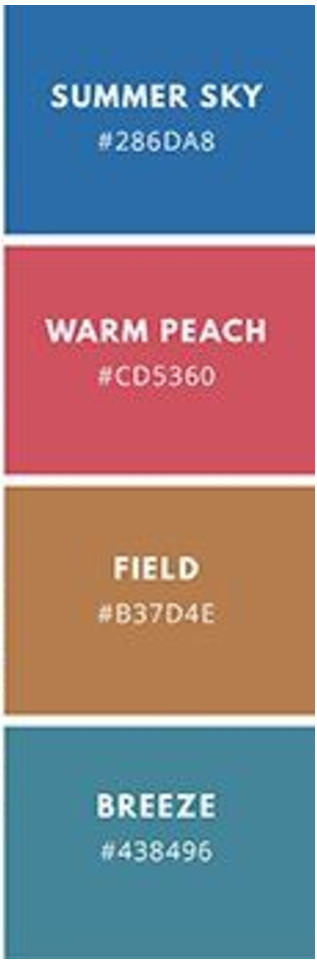 SUMMER SKY
#286DA8
WARM PEACH
#CD5360
FIELD
#B37D4E
BREEZE
#438496